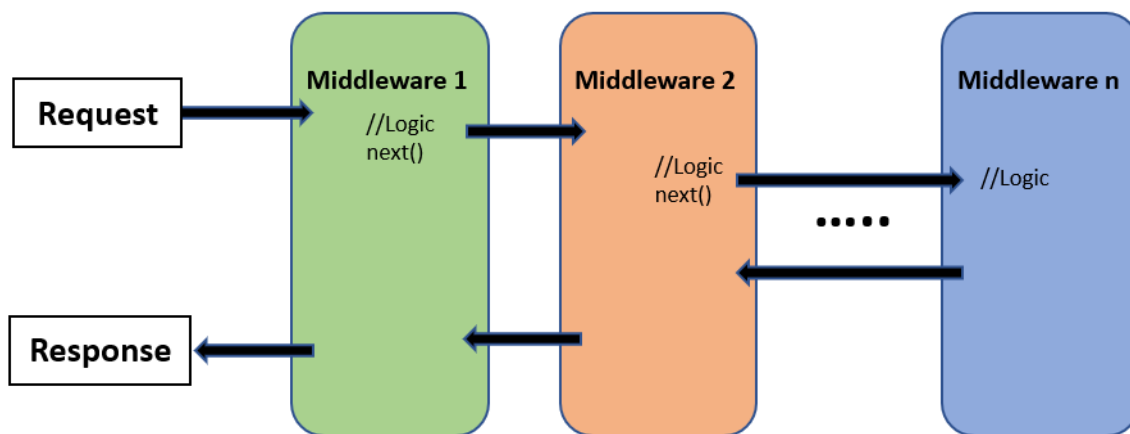 Middleware 1
Middleware 2
Middleware n
Request
//Logic
next()
//Logic
next()
//Logic
.....
Response